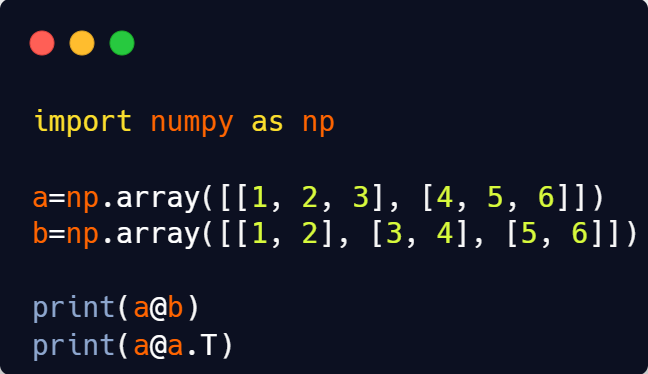 import numpy as np
a=np.array([[1, 2, 3], [4, 5, 6]])
b=np.array([[1, 2], [3, 4], [5, 6]])
print(a@b)
print(a@a.T)